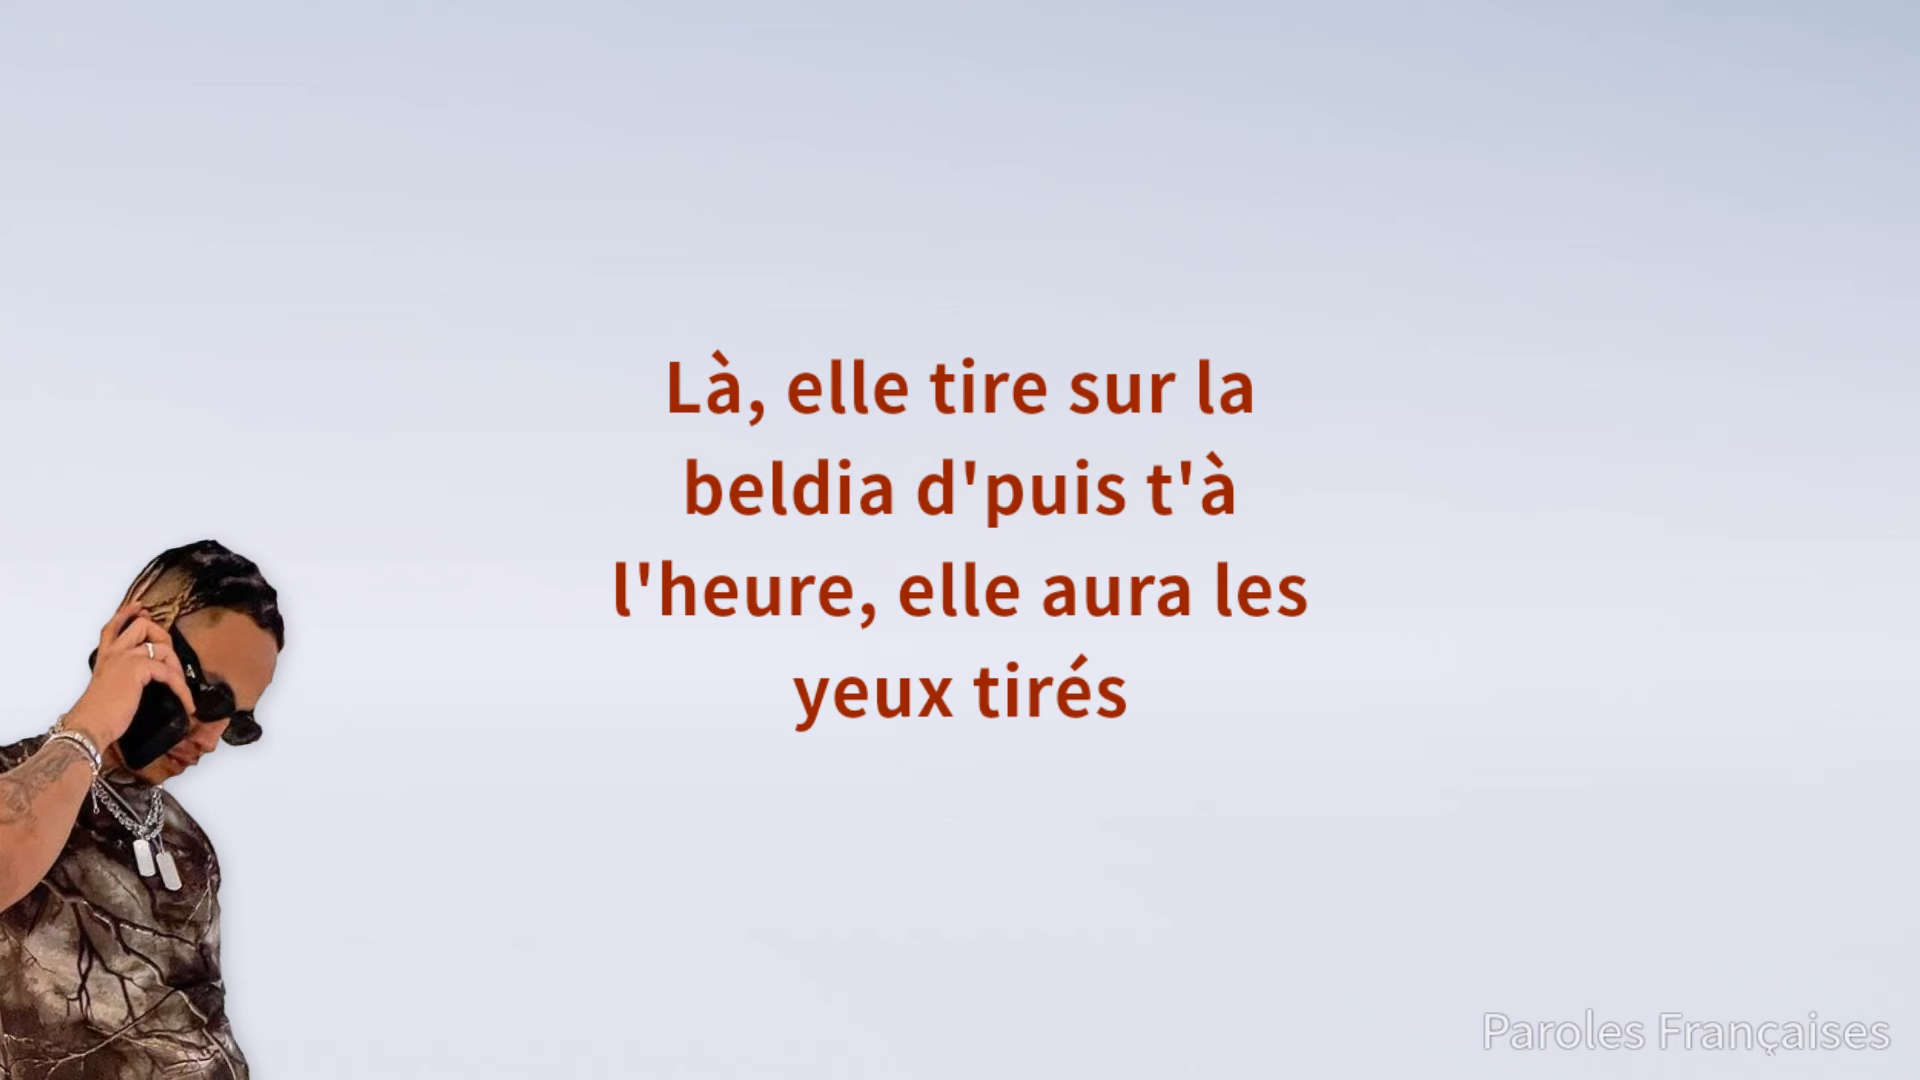 Là, elle tire sur la
beldia d'puis t'à
l'heure, elle aura les
yeux tirés
Paroles Françaises